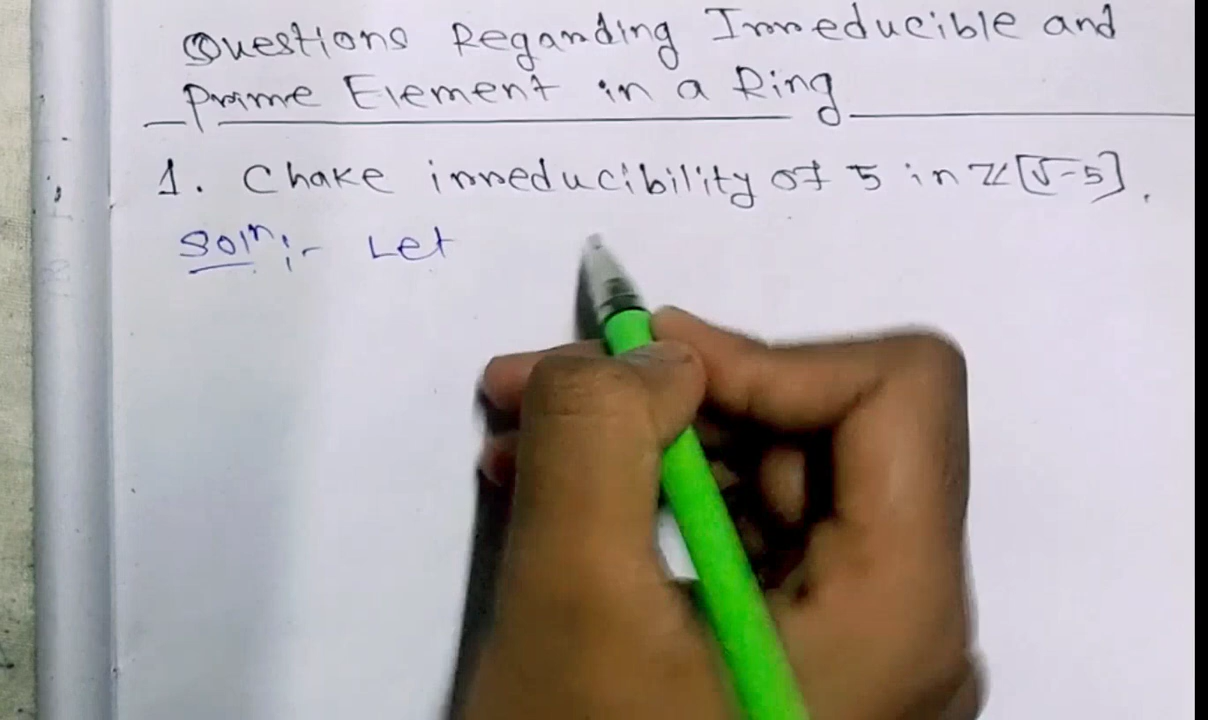 Questions Regarding Irreducible and
Prime Element in a Ring
1. Chake irreducibility of 5 in ℤ[√-5].
Solⁿ:- Let